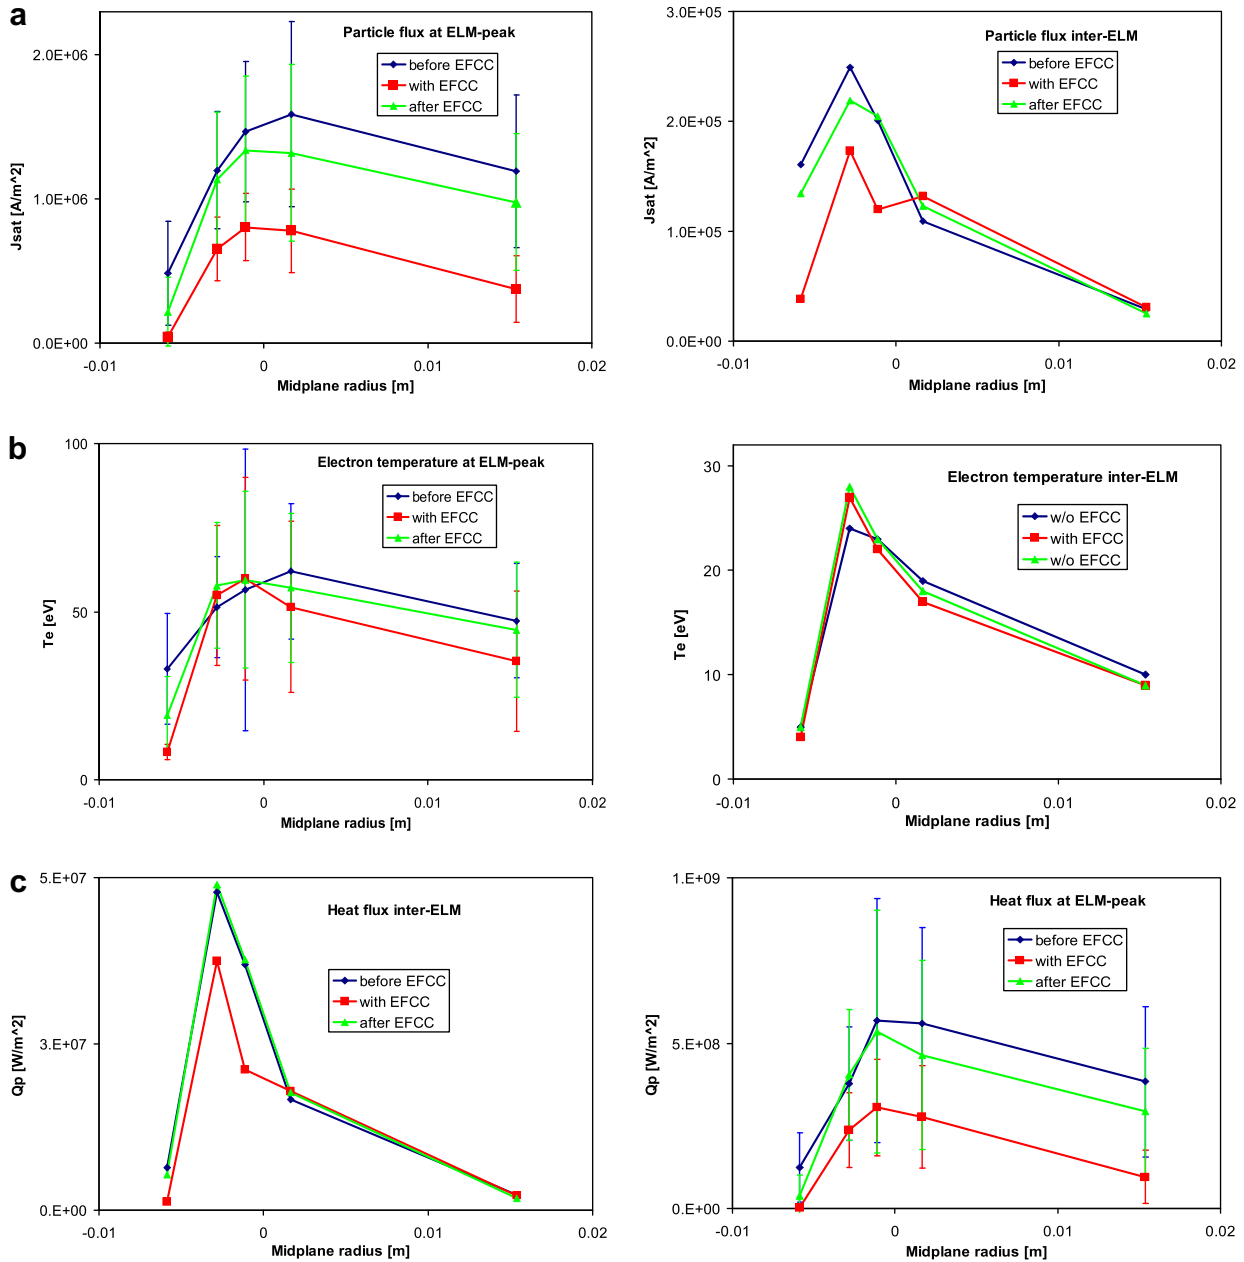 a
Particle flux at ELM-peak
before EFCC
with EFCC
after EFCC
2.0E+06
1.0E+06
0.0E+00
Jsat [A/m^2]
-0.01
0
0.01
0.02
Midplane radius [m]
Particle flux inter-ELM
before EFCC
with EFCC
after EFCC
3.0E+05
2.0E+05
1.0E+05
0.0E+00
Jsat [A/m^2]
-0.01
0
0.01
0.02
Midplane radius [m]
b
Electron temperature at ELM-peak
before EFCC
with EFCC
after EFCC
100
50
0
Te [eV]
-0.01
0
0.01
0.02
Midplane radius [m]
Electron temperature inter-ELM
w/o EFCC
with EFCC
w/o EFCC
30
20
10
0
Te [eV]
-0.01
0
0.01
0.02
Midplane radius [m]
c
Heat flux inter-ELM
before EFCC
with EFCC
after EFCC
5.E+07
3.E+07
0.E+00
Qp [W/m^2]
-0.01
0
0.01
0.02
Midplane radius [m]
Heat flux at ELM-peak
before EFCC
with EFCC
after EFCC
1.E+09
5.E+08
0.E+00
Qp [W/m^2]
-0.01
0
0.01
0.02
Midplane radius [m]